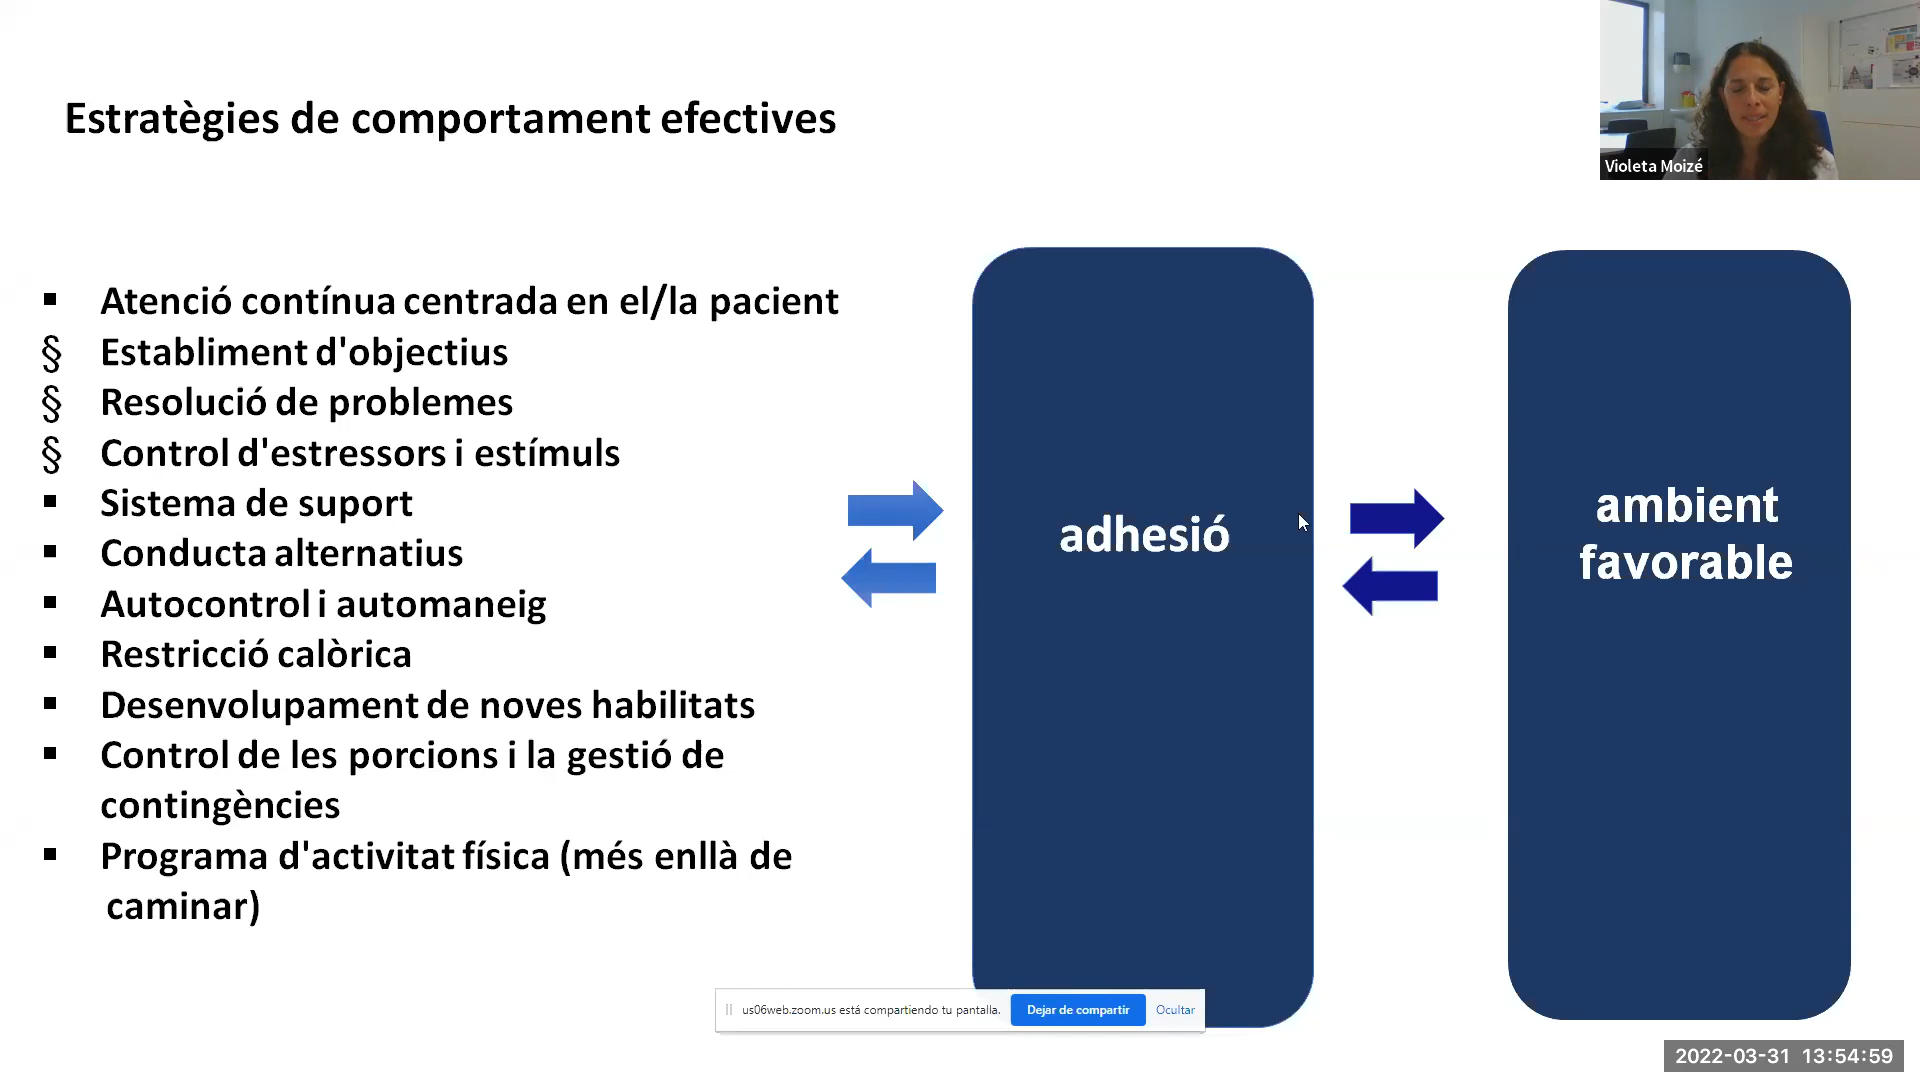 Estratègies de comportament efectives
Violeta Moizé
▪ Atenció contínua centrada en el/la pacient
§ Establiment d'objectius
§ Resolució de problemes
§ Control d'estressors i estímuls
▪ Sistema de suport
▪ Conducta alternatius
▪ Autocontrol i automaneig
▪ Restricció calòrica
▪ Desenvolupament de noves habilitats
▪ Control de les porcions i la gestió de
contingències
▪ Programa d'activitat física (més enllà de
caminar)
adhesió
ambient
favorable
us06web.zoom.us está compartiendo tu pantalla.
Dejar de compartir
Ocultar
2022-03-31 13:54:59